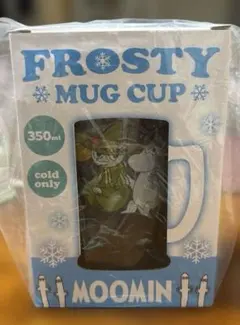 FROSTY
MUG CUP
350ml
cold
only
MOOMIN